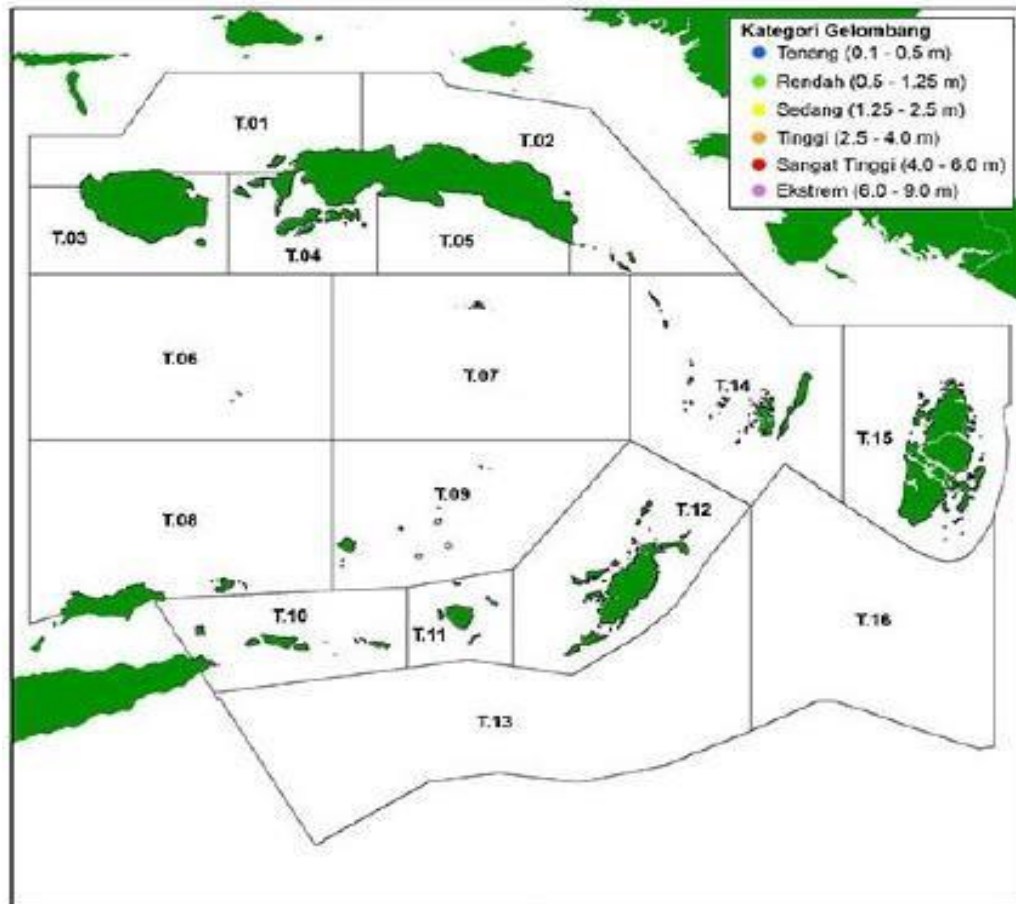 Kategori Gelombang
Tenang (0.1 - 0.5 m)
Rendah (0.5 - 1.25 m)
Sedang (1.25 - 2.5 m)
Tinggi (2.5 - 4.0 m)
Sangat Tinggi (4.0 - 6.0 m)
Ekstrem (6.0 - 9.0 m)
T.01
T.02
T.03
T.04
T.05
T.06
T.07
T.14
T.15
T.08
T.09
T.12
T.10
T.11
T.16
T.13